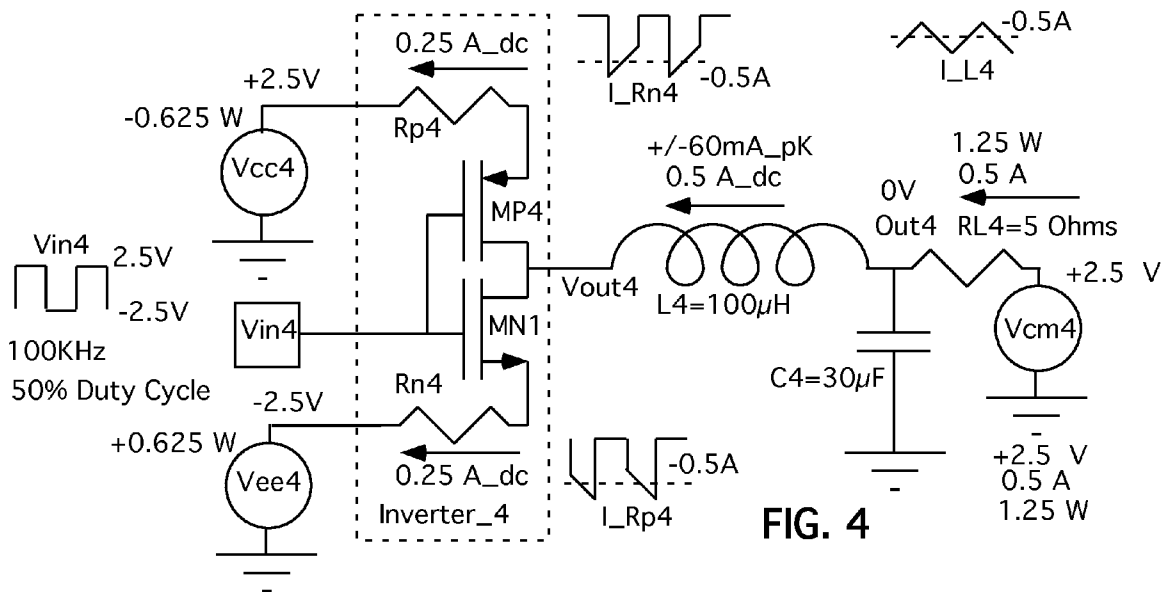 0.25 A_dc
-0.5A
I_Rn4
-0.5A
I_L4
+2.5V
-0.625 W
Rp4
Vcc4
MP4
+/-60mA_pK
0.5 A_dc
1.25 W
0.5 A
0V
Out4
RL4=5 Ohms
Vin4
2.5V
-2.5V
Vout4
L4=100µH
+2.5 V
Vin4
MN1
Vcm4
100KHz
50% Duty Cycle
Rn4
C4=30µF
-2.5V
+0.625 W
Vee4
0.25 A_dc
Inverter_4
-0.5A
I_Rp4
+2.5 V
0.5 A
1.25 W
FIG. 4